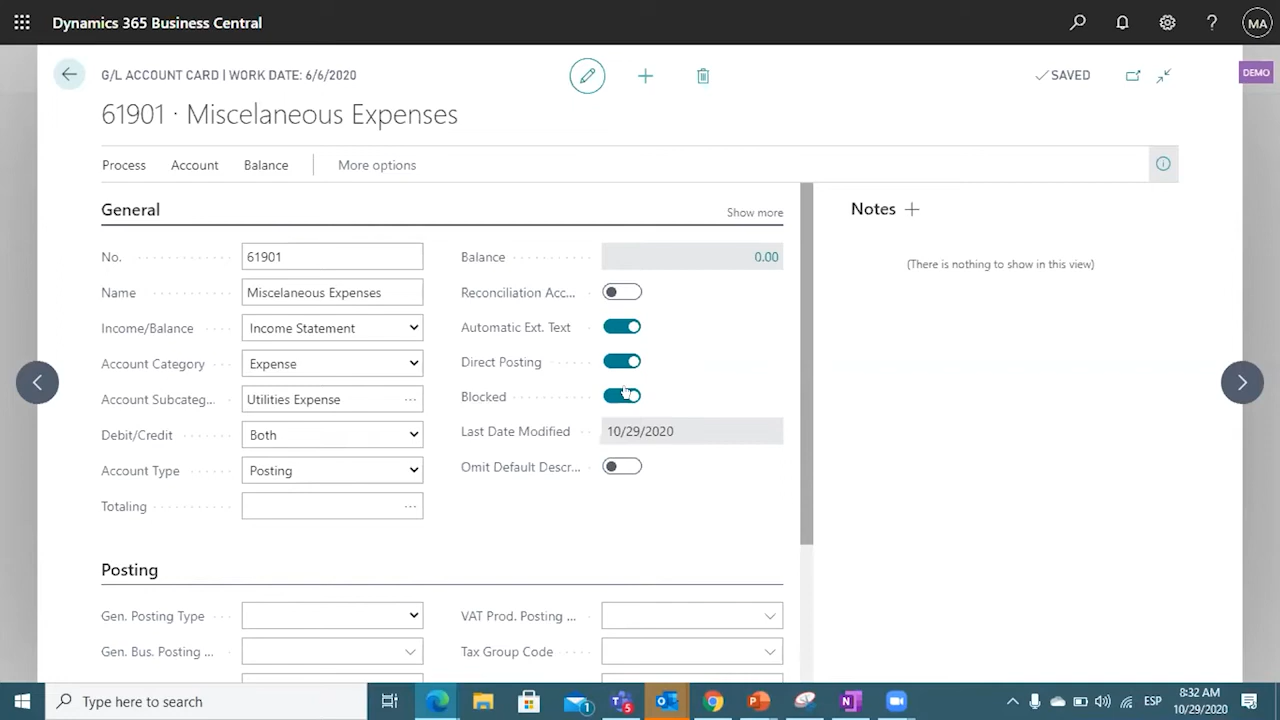 Dynamics 365 Business Central
MA
G/L ACCOUNT CARD | WORK DATE: 6/6/2020
SAVED
DEMO
61901 · Miscelaneous Expenses
Process Account Balance More options
General
Show more
Notes
No. 61901
Balance 0.00
(There is nothing to show in this view)
Name Miscelaneous Expenses
Reconciliation Acc...
Income/Balance Income Statement
Automatic Ext. Text
Account Category Expense
Direct Posting
Account Subcateg... Utilities Expense ...
Blocked
Debit/Credit Both
Last Date Modified 10/29/2020
Account Type Posting
Omit Default Descr...
Totaling ...
Posting
Gen. Posting Type
VAT Prod. Posting ...
Gen. Bus. Posting ...
Tax Group Code
Type here to search
1
5
ESP
8:32 AM
10/29/2020